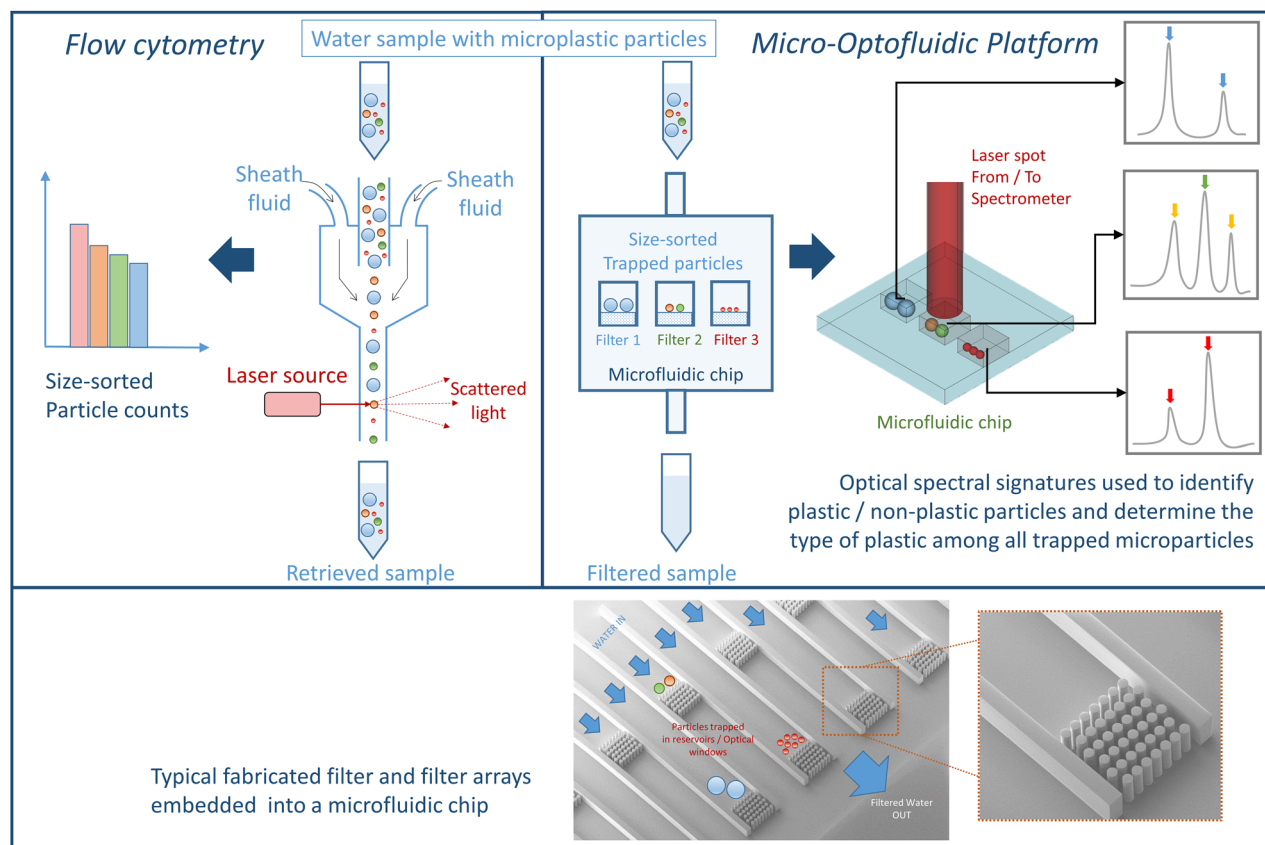 Flow cytometry
Water sample with microplastic particles
Micro-Optofluidic Platform
Sheath
fluid
Sheath
fluid
Size-sorted
Particle counts
Laser source
Scattered
light
Retrieved sample
Size-sorted
Trapped particles
Filter 1
Filter 2
Filter 3
Microfluidic chip
Filtered sample
Laser spot
From / To
Spectrometer
Microfluidic chip
Optical spectral signatures used to identify
plastic / non-plastic particles and determine the
type of plastic among all trapped microparticles
Typical fabricated filter and filter arrays
embedded into a microfluidic chip
WATER IN
Particles trapped
in reservoirs / Optical
windows
Filtered Water
OUT